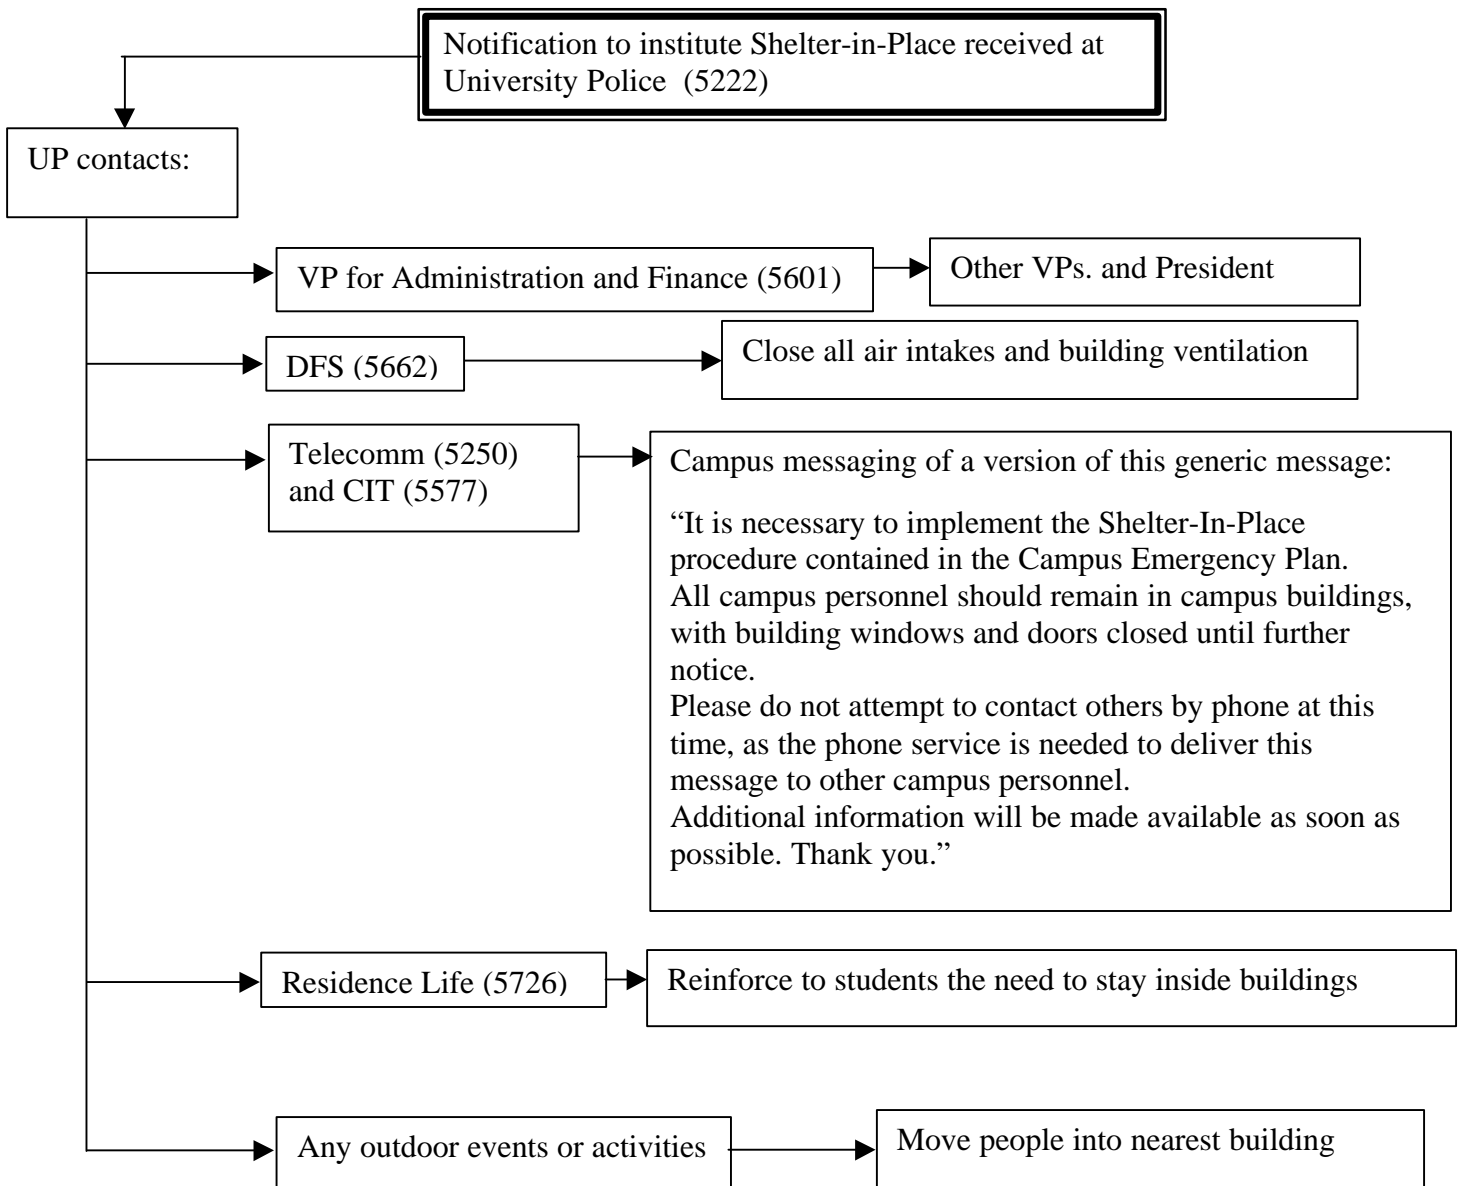 Notification to institute Shelter-in-Place received at
University Police  (5222)
UP contacts:
VP for Administration and Finance (5601)
Other VPs. and President
DFS (5662)
Close all air intakes and building ventilation
Telecomm (5250)
and CIT (5577)
Campus messaging of a version of this generic message:
“It is necessary to implement the Shelter-In-Place
procedure contained in the Campus Emergency Plan.
All campus personnel should remain in campus buildings,
with building windows and doors closed until further
notice.
Please do not attempt to contact others by phone at this
time, as the phone service is needed to deliver this
message to other campus personnel.
Additional information will be made available as soon as
possible. Thank you.”
Residence Life (5726)
Reinforce to students the need to stay inside buildings
Any outdoor events or activities
Move people into nearest building